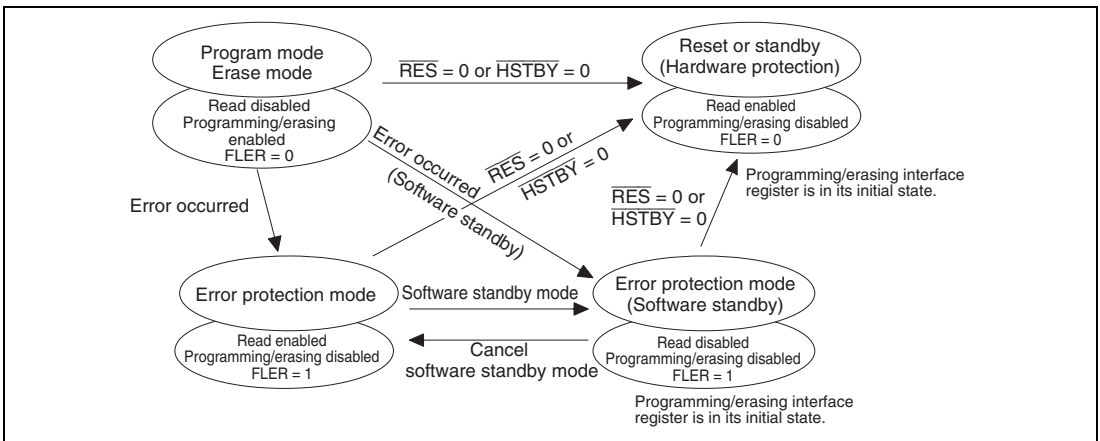 Program mode
Erase mode
Read disabled
Programming/erasing
enabled
FLER = 0
RES = 0 or HSTBY = 0
Reset or standby
(Hardware protection)
Read enabled
Programming/erasing disabled
FLER = 0
Programming/erasing interface
register is in its initial state.
Error occurred
Error occurred
(Software standby)
RES = 0 or
HSTBY = 0
RES = 0 or
HSTBY = 0
Error protection mode
Read enabled
Programming/erasing disabled
FLER = 1
Software standby mode
Cancel
software standby mode
Error protection mode
(Software standby)
Read disabled
Programming/erasing disabled
FLER = 1
Programming/erasing interface
register is in its initial state.